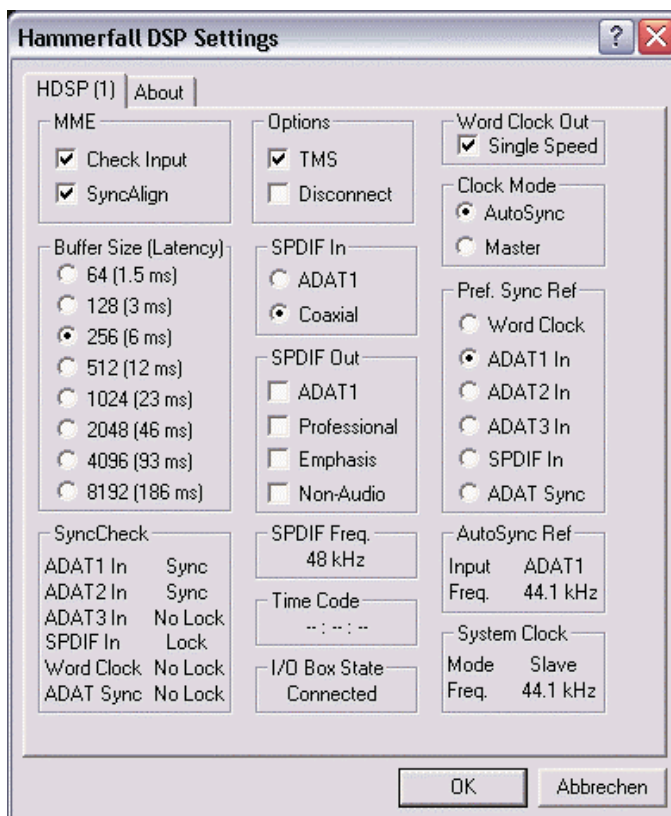 Hammerfall DSP Settings
HDSP (1) About
MME
Check Input
SyncAlign
Options
TMS
Disconnect
Word Clock Out
Single Speed
Clock Mode
AutoSync
Master
Buffer Size (Latency)
64 (1.5 ms)
128 (3 ms)
256 (6 ms)
512 (12 ms)
1024 (23 ms)
2048 (46 ms)
4096 (93 ms)
8192 (186 ms)
SPDIF In
ADAT1
Coaxial
SPDIF Out
ADAT1
Professional
Emphasis
Non-Audio
Pref. Sync Ref
Word Clock
ADAT1 In
ADAT2 In
ADAT3 In
SPDIF In
ADAT Sync
SyncCheck
ADAT1 In Sync
ADAT2 In Sync
ADAT3 In No Lock
SPDIF In Lock
Word Clock No Lock
ADAT Sync No Lock
SPDIF Freq.
48 kHz
Time Code
-- : -- : --
I/O Box State
Connected
AutoSync Ref
Input ADAT1
Freq. 44.1 kHz
System Clock
Mode Slave
Freq. 44.1 kHz
OK Abbrechen